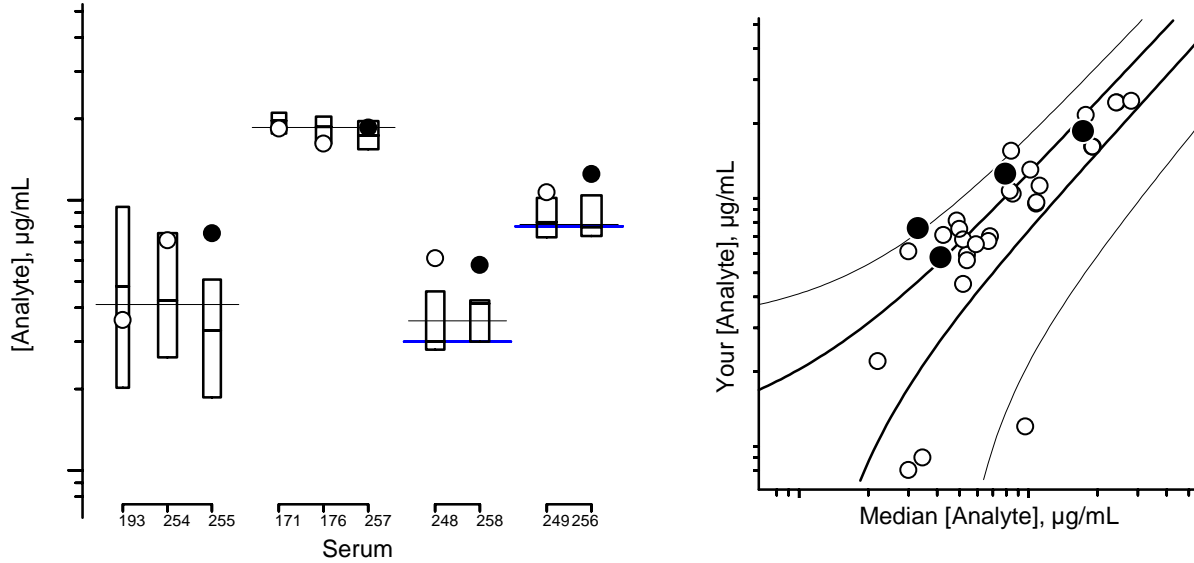 [Analyte], µg/mL
193 254 255 171 176 257 248 258 249 256
Serum
Your [Analyte], µg/mL
Median [Analyte], µg/mL